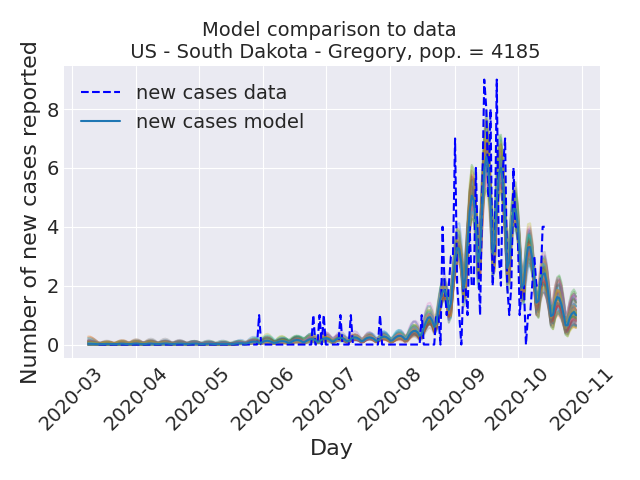 Model comparison to data
US - South Dakota - Gregory, pop. = 4185
Number of new cases reported
8
6
4
2
0
new cases data
new cases model
2020-03
2020-04
2020-05
2020-06
2020-07
2020-08
2020-09
2020-10
2020-11
Day